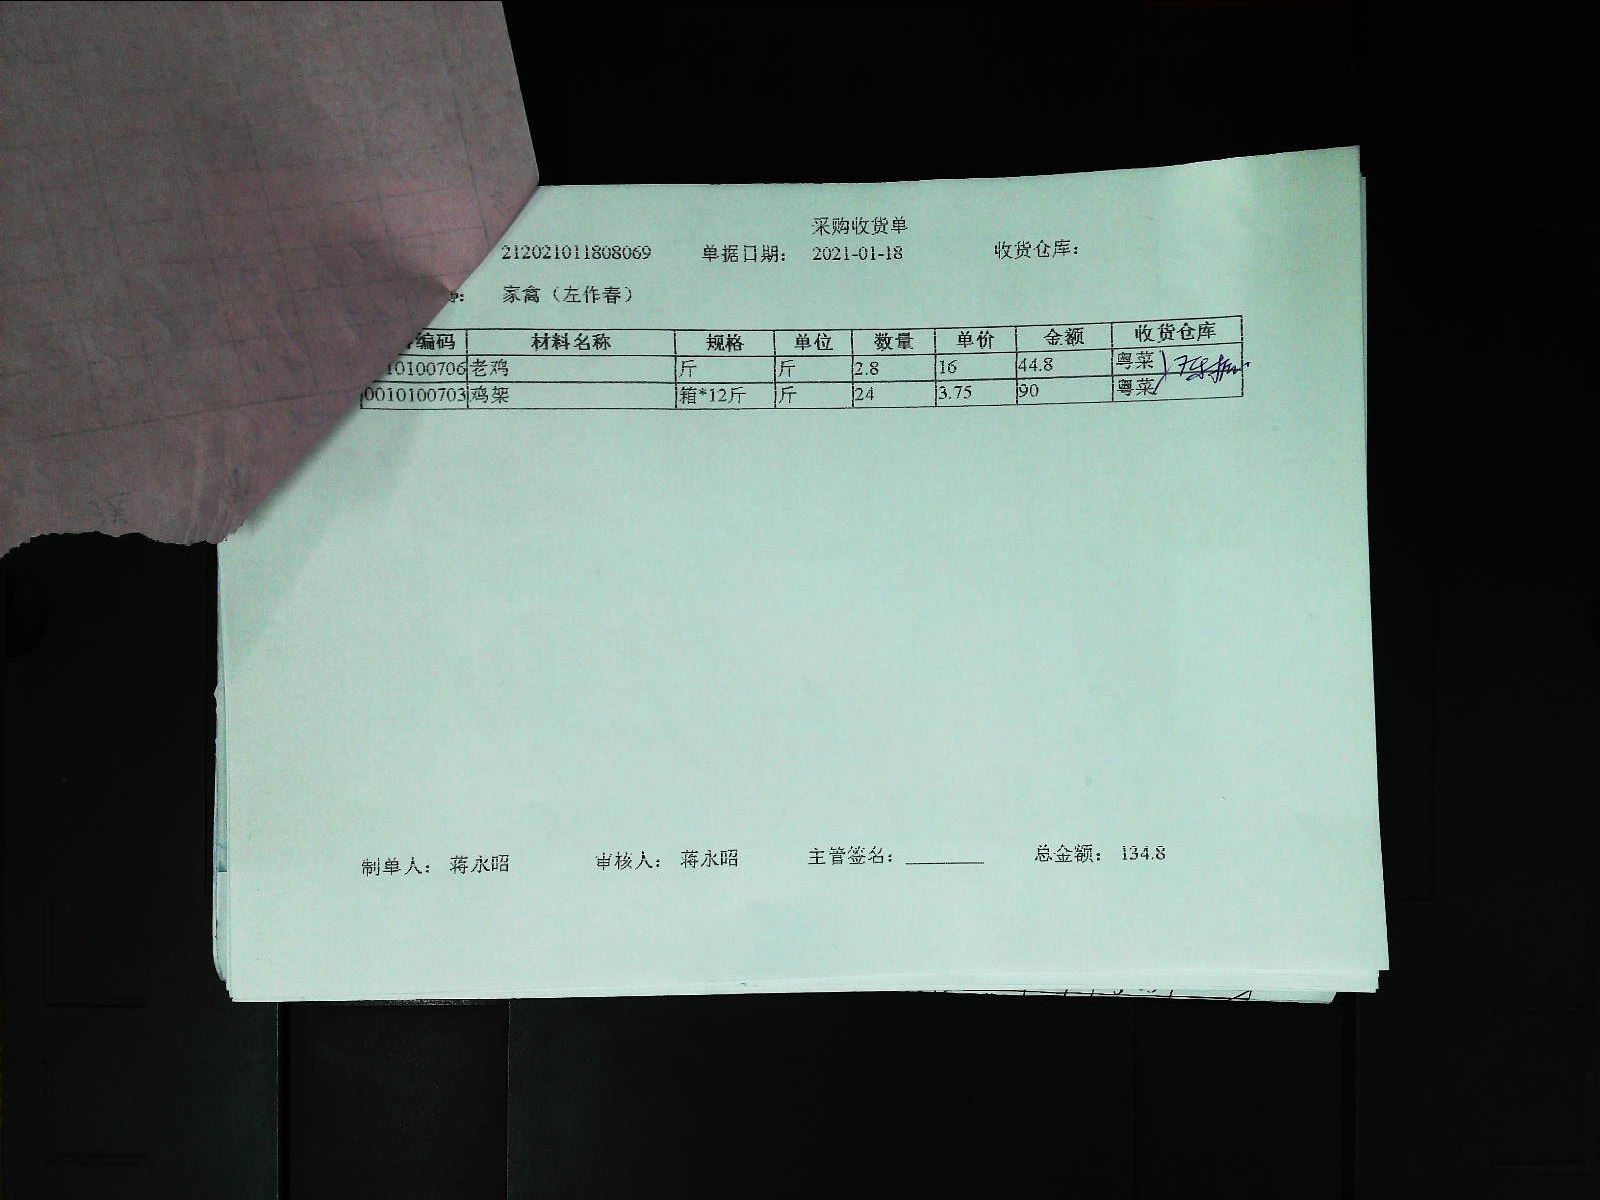 采购收货单
212021011808069 单据日期： 2021-01-18 收货仓库：
家禽（左作春）
编码 材料名称 规格 单位 数量 单价 金额 收货仓库
10100706 老鸡 斤 斤 2.8 16 44.8 粤菜
0010100703 鸡架 箱*12斤 斤 24 3.75 90 粤菜
制单人： 蒋永昭 审核人： 蒋永昭 主管签名： 总金额： 134.8